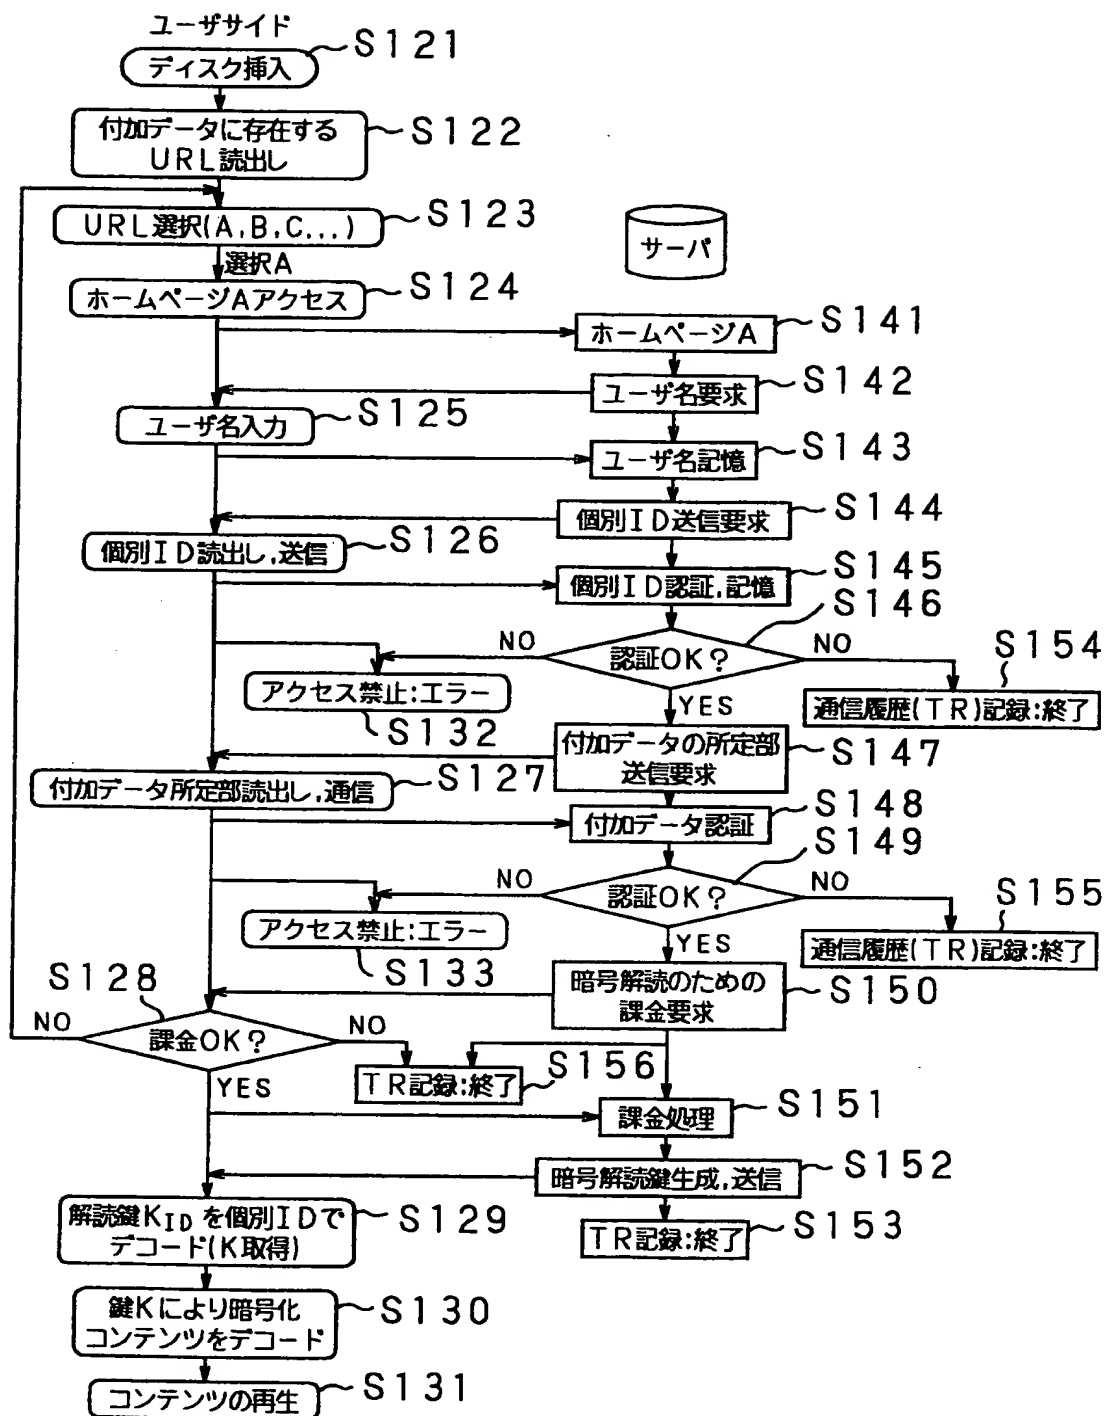 ユーザサイド
ディスク挿入
S121
付加データに存在する
URL読出し
S122
URL選択(A,B,C...)
S123
サーバ
選択A
ホームページAアクセス
S124
ホームページA
S141
ユーザ名要求
S142
ユーザ名入力
S125
ユーザ名記憶
S143
個別ID送信要求
S144
個別ID読出し,送信
S126
個別ID認証,記憶
S145
S146
NO
認証OK?
NO
S154
アクセス禁止:エラー
S132
YES
通信履歴(TR)記録:終了
付加データの所定部
送信要求
S147
付加データ所定部読出し,通信
S127
付加データ認証
S148
S149
NO
認証OK?
NO
S155
アクセス禁止:エラー
S133
YES
通信履歴(TR)記録:終了
S128
暗号解読のための
課金要求
S150
NO
課金OK?
NO
YES
TR記録:終了
S156
課金処理
S151
暗号解読鍵生成,送信
S152
解読鍵KIDを個別IDで
デコード(K取得)
S129
TR記録:終了
S153
鍵Kにより暗号化
コンテンツをデコード
S130
コンテンツの再生
S131